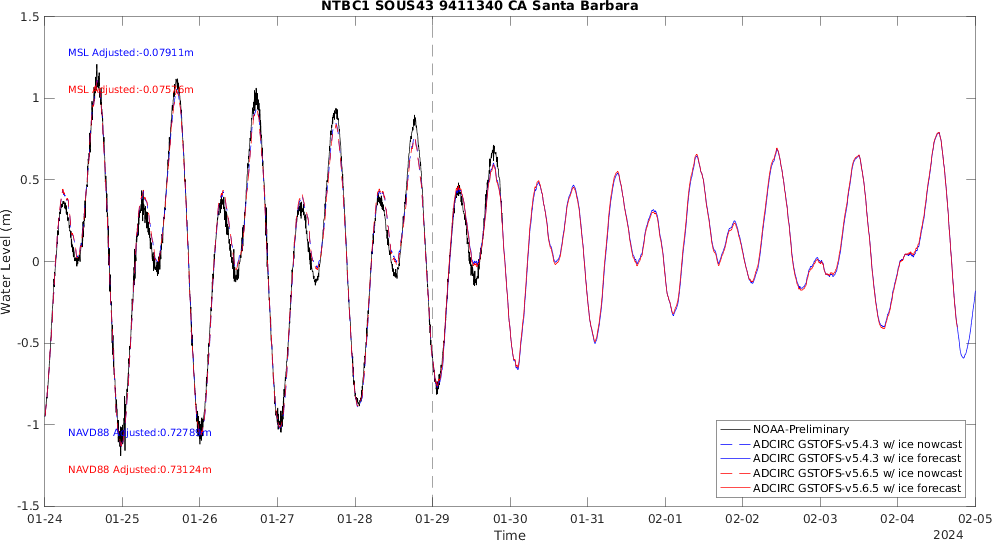 NTBC1 SOUS43 9411340 CA Santa Barbara
1.5
MSL Adjusted:-0.07911m
MSL Adjusted:-0.07576m
1
0.5
Water Level (m)
0
-0.5
-1
NAVD88 Adjusted:0.72789m
NAVD88 Adjusted:0.73124m
-1.5
NOAA-Preliminary
ADCIRC GSTOFS-v5.4.3 w/ ice nowcast
ADCIRC GSTOFS-v5.4.3 w/ ice forecast
ADCIRC GSTOFS-v5.6.5 w/ ice nowcast
ADCIRC GSTOFS-v5.6.5 w/ ice forecast
01-24 01-25 01-26 01-27 01-28 01-29 01-30 01-31 02-01 02-02 02-03 02-04 02-05
Time
2024